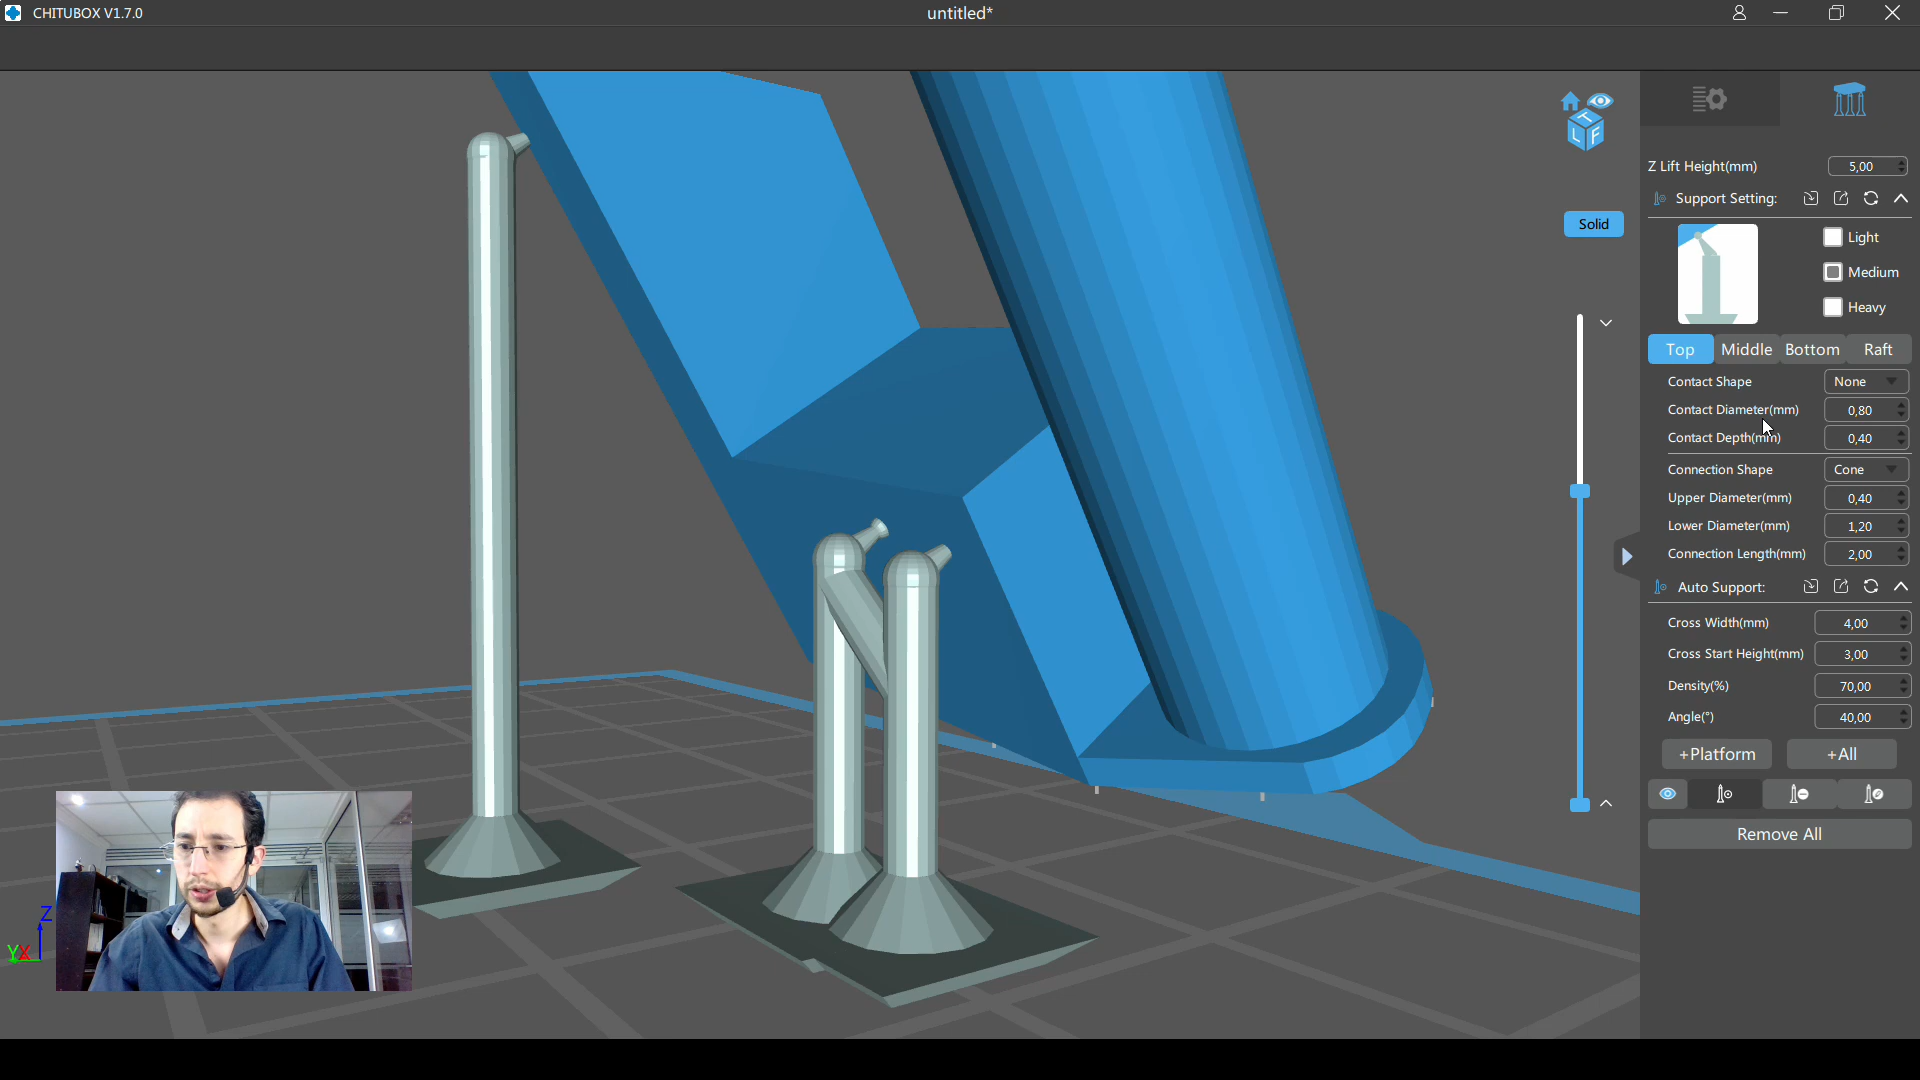 CHITUBOX V1.7.0
untitled*
T
L F
Solid
Z Lift Height(mm) 5,00
Support Setting:
Light
Medium
Heavy
Top Middle Bottom Raft
Contact Shape None
Contact Diameter(mm) 0,80
Contact Depth(mm) 0,40
Connection Shape Cone
Upper Diameter(mm) 0,40
Lower Diameter(mm) 1,20
Connection Length(mm) 2,00
Auto Support:
Cross Width(mm) 4,00
Cross Start Height(mm) 3,00
Density(%) 70,00
Angle(°) 40,00
+Platform +All
Remove All
Z
Y X